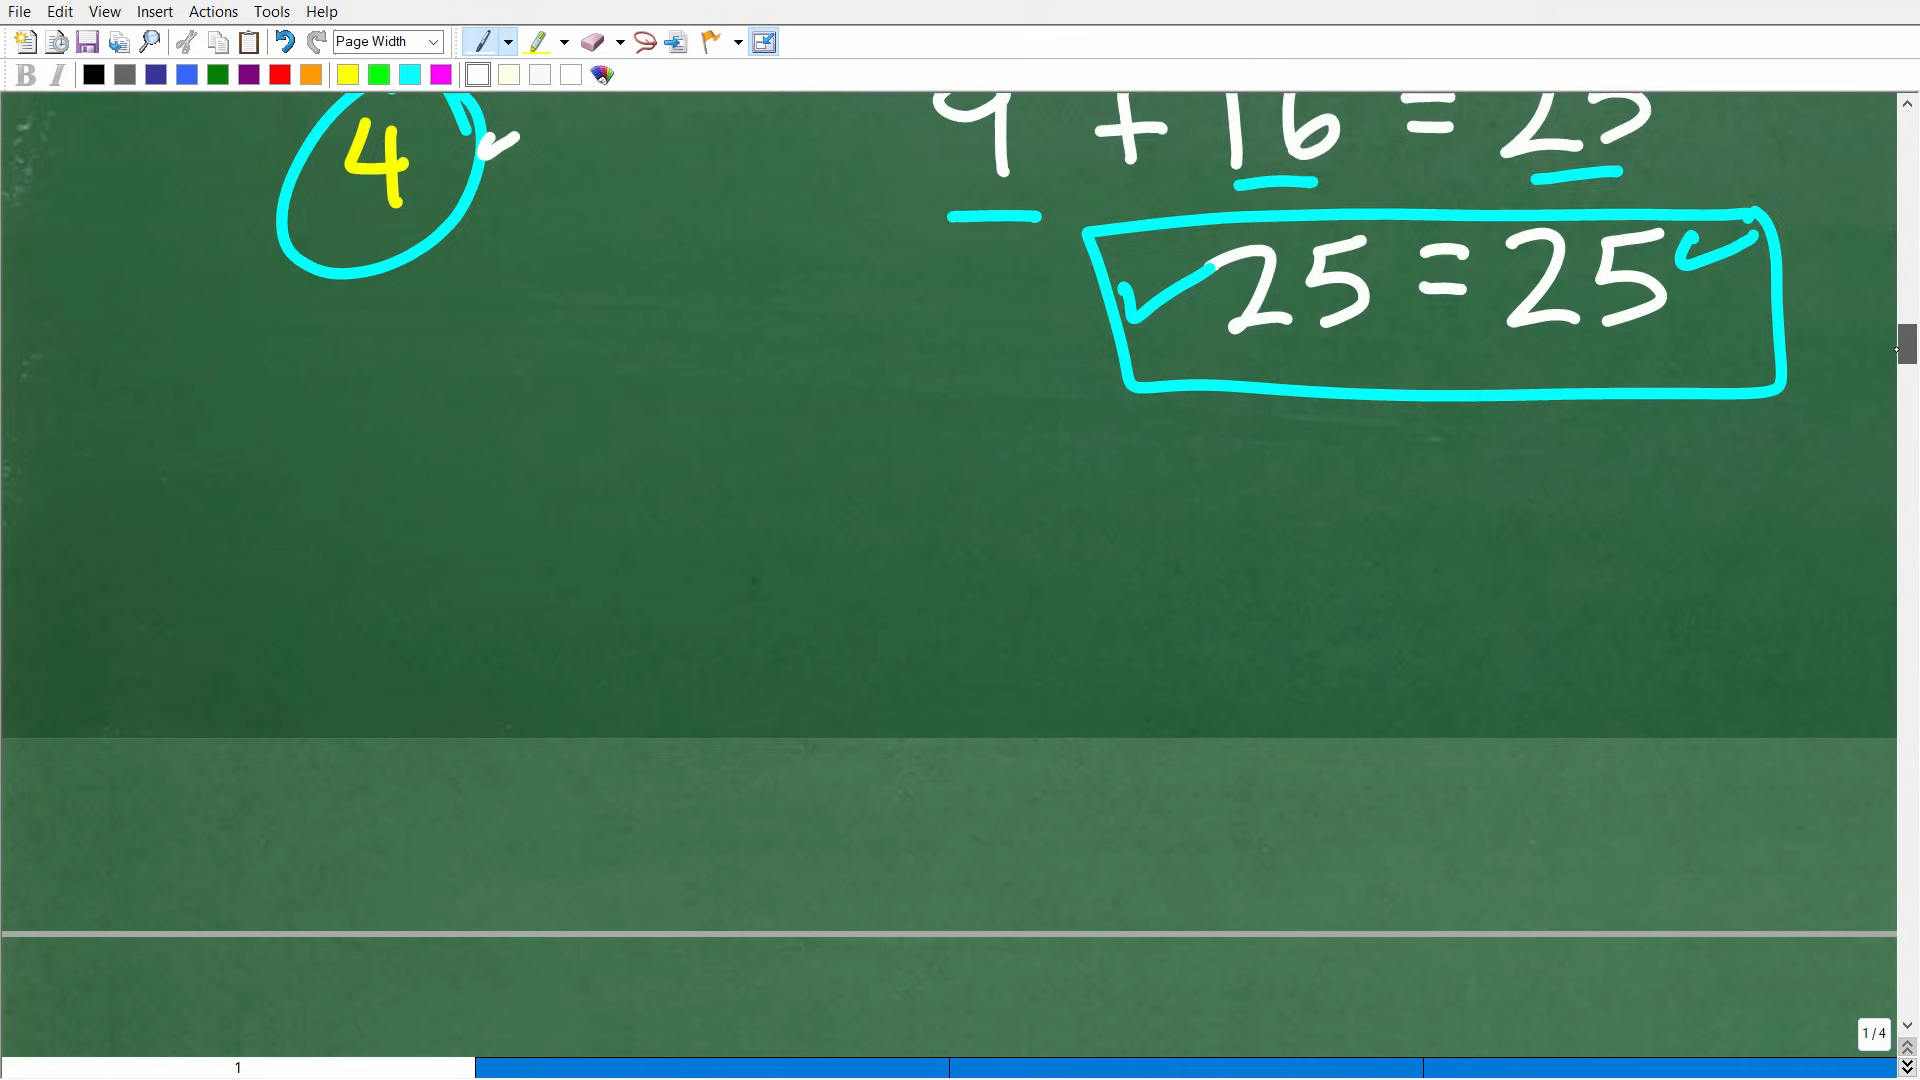 File Edit View Insert Actions Tools Help
Page Width
B I
4
9 + 16 = 25
25 = 25
1 / 4
1